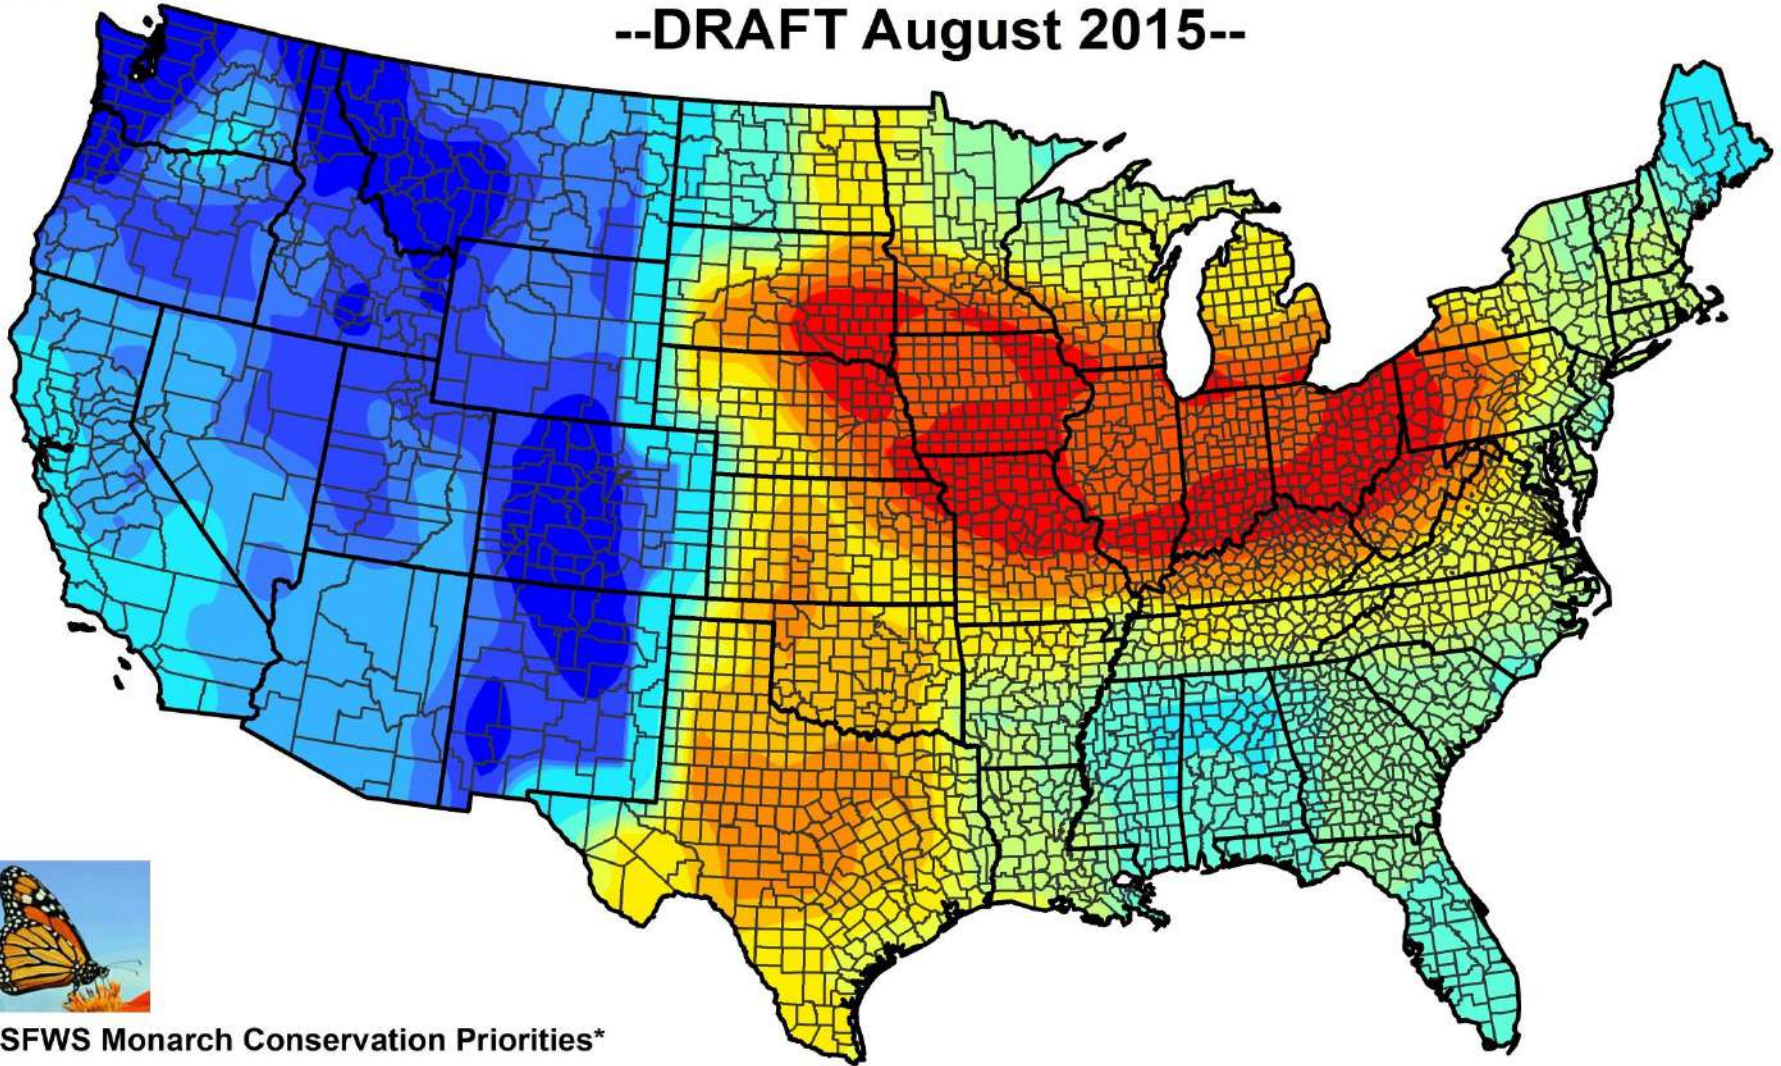 --DRAFT August 2015--
SFWS Monarch Conservation Priorities*